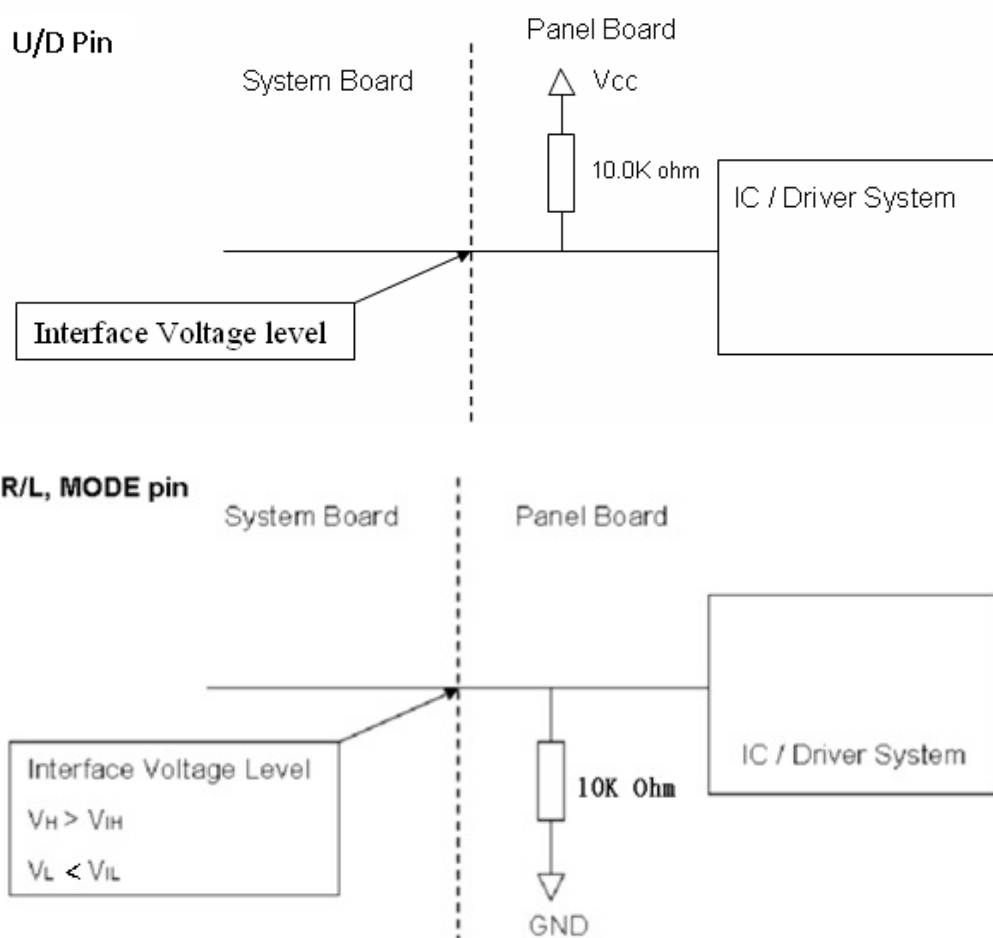 U/D Pin
Panel Board
System Board
Vcc
10.0K ohm
IC / Driver System
Interface Voltage level
R/L, MODE pin
System Board
Panel Board
Interface Voltage Level
VH > VIH
VL < VIL
10K Ohm
IC / Driver System
GND